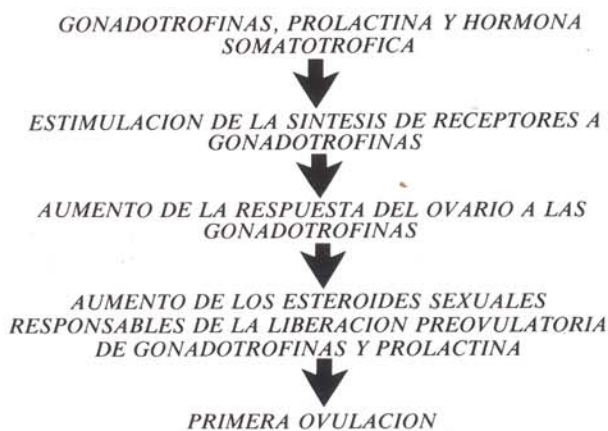 GONADOTROFINAS, PROLACTINA Y HORMONA
SOMATOTROFICA
ESTIMULACION DE LA SINTESIS DE RECEPTORES A
GONADOTROFINAS
AUMENTO DE LA RESPUESTA DEL OVARIO A LAS
GONADOTROFINAS
AUMENTO DE LOS ESTEROIDES SEXUALES
RESPONSABLES DE LA LIBERACION PREOVULATORIA
DE GONADOTROFINAS Y PROLACTINA
PRIMERA OVULACION